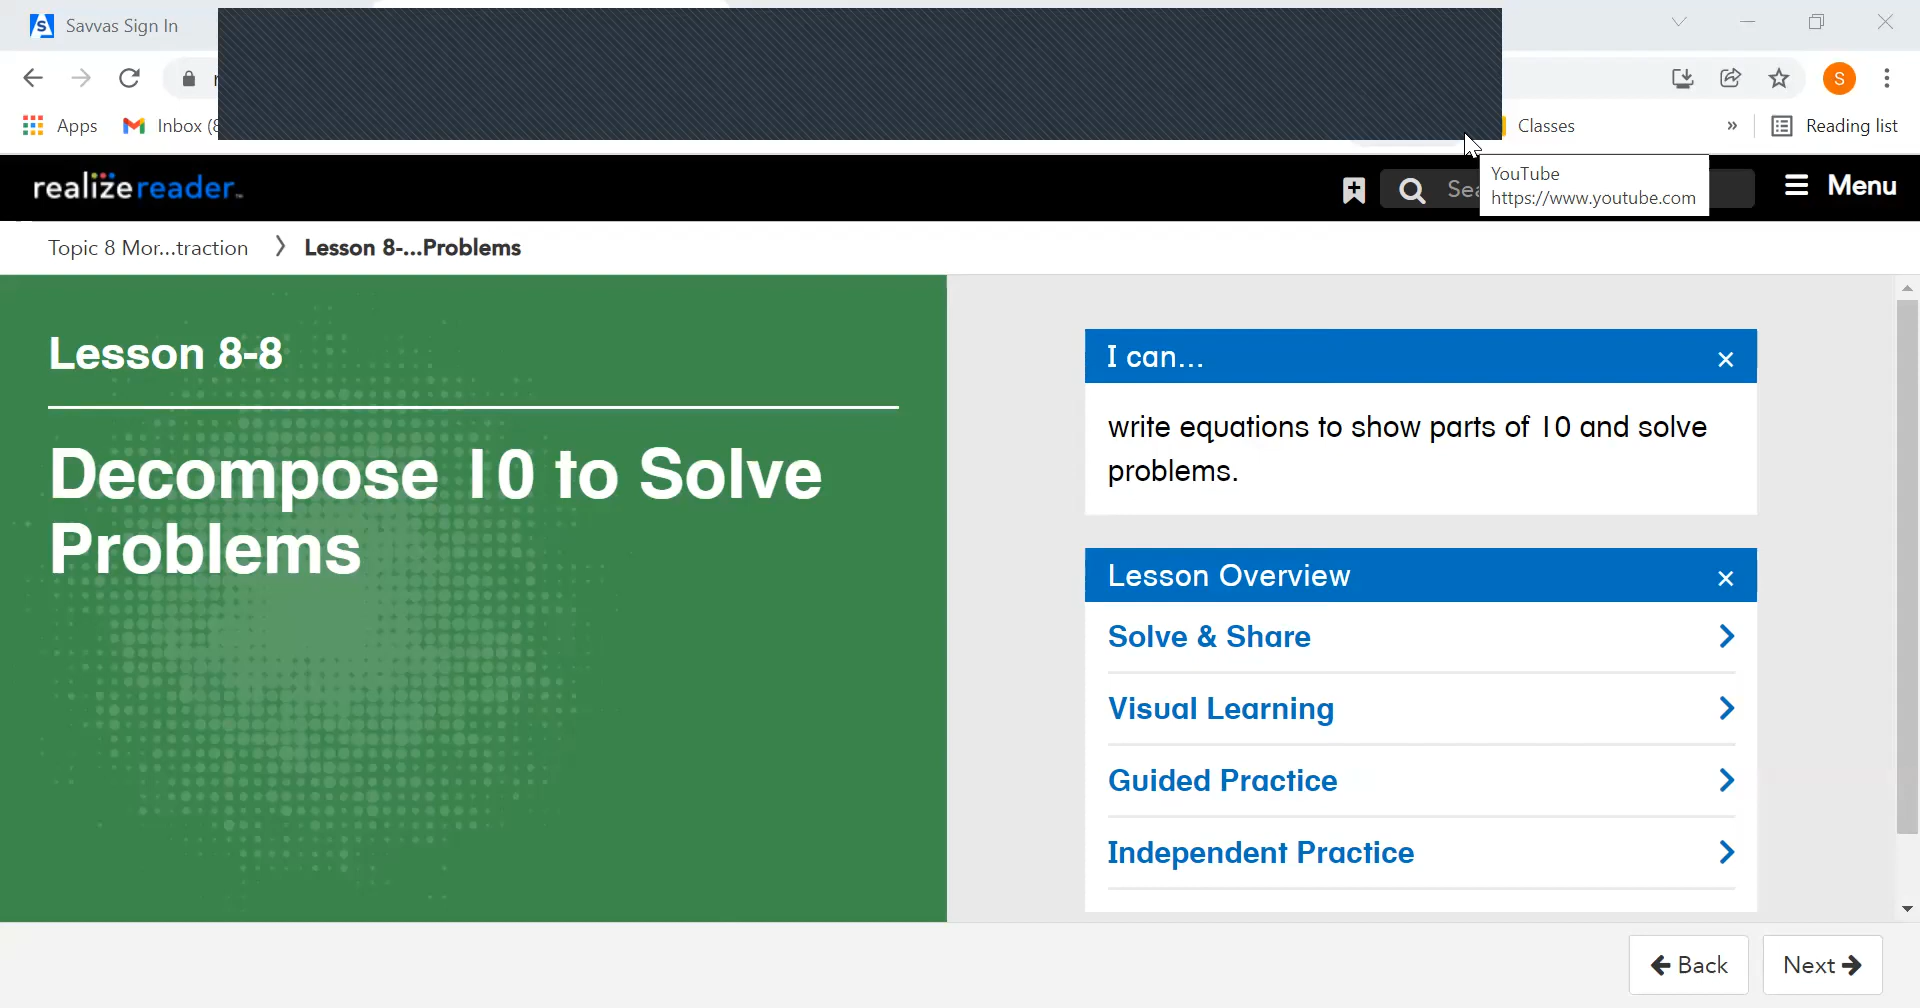 Savvas Sign In
Apps
Inbox (8
Classes
»
Reading list
S
realizereader™
Sea
Menu
YouTube
https://www.youtube.com
Topic 8 Mor...traction
Lesson 8-...Problems
Lesson 8-8
Decompose 10 to Solve
Problems
I can...
write equations to show parts of 10 and solve
problems.
Lesson Overview
Solve & Share
Visual Learning
Guided Practice
Independent Practice
Back
Next